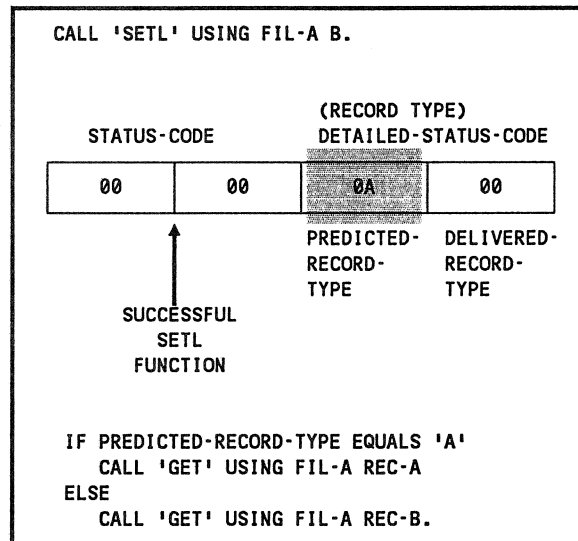 CALL 'SETL' USING FIL-A B.
(RECORD TYPE)
STATUS-CODE DETAILED-STATUS-CODE
00 00 0A 00
PREDICTED- DELIVERED-
RECORD- RECORD-
TYPE TYPE
SUCCESSFUL
SETL
FUNCTION
IF PREDICTED-RECORD-TYPE EQUALS 'A'
CALL 'GET' USING FIL-A REC-A
ELSE
CALL 'GET' USING FIL-A REC-B.